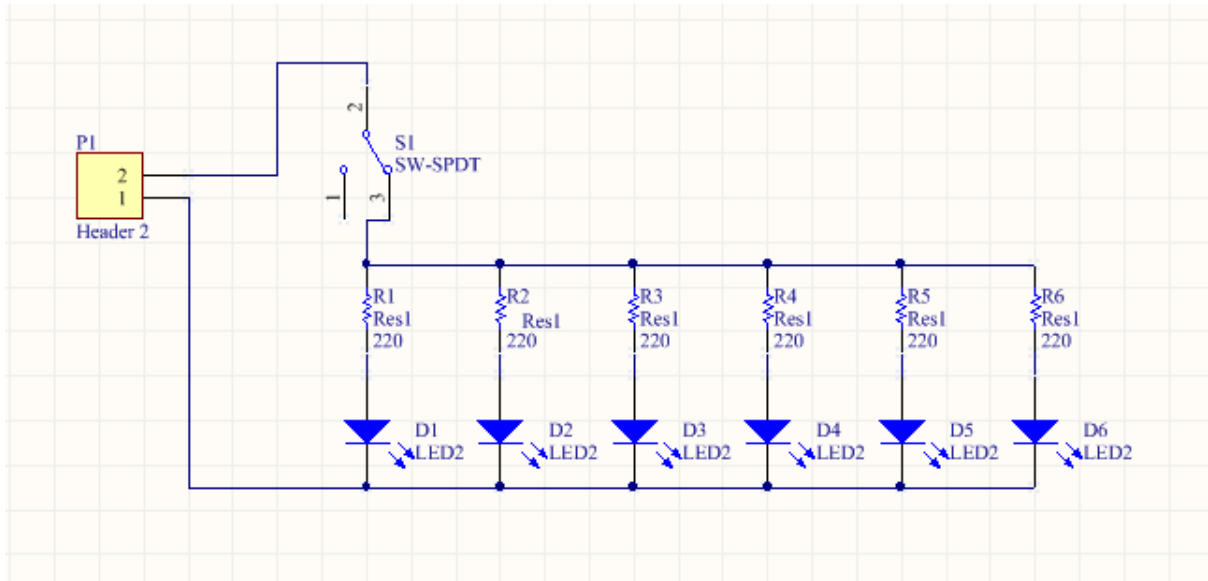 P1
2
1
Header 2
2
S1
SW-SPDT
1
3
R1
Res1
220
R2
Res1
220
R3
Res1
220
R4
Res1
220
R5
Res1
220
R6
Res1
220
D1
LED2
D2
LED2
D3
LED2
D4
LED2
D5
LED2
D6
LED2